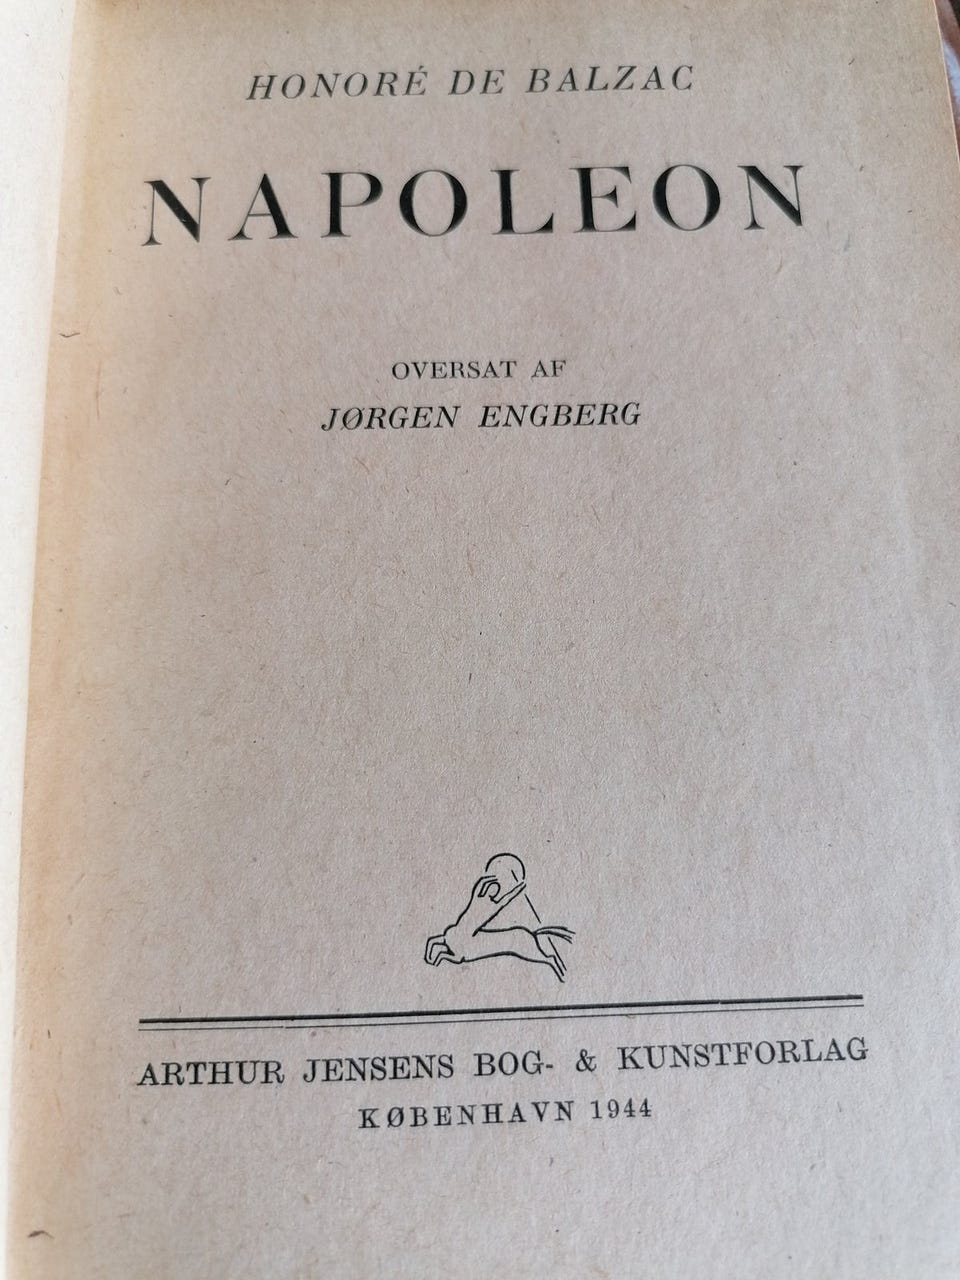 HONORÉ DE BALZAC
NAPOLEON
OVERSAT AF
JØRGEN ENGBERG
ARTHUR JENSENS BOG- & KUNSTFORLAG
KØBENHAVN 1944